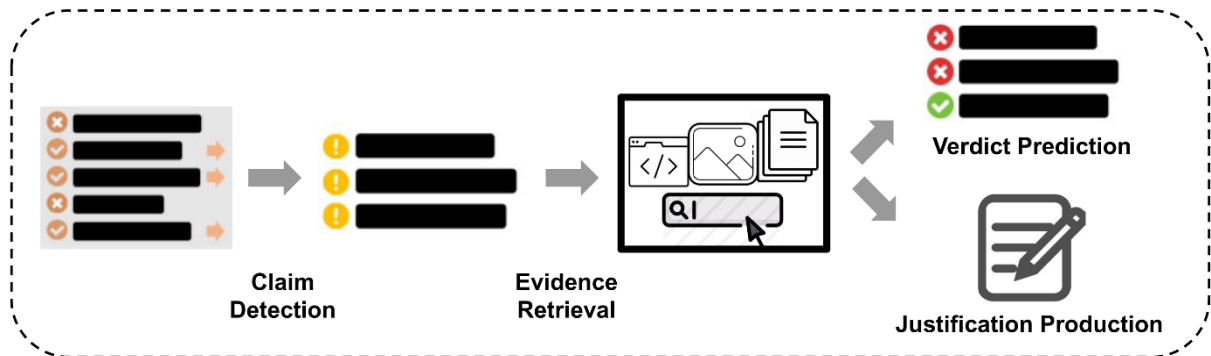 </>
Verdict Prediction
Claim
Detection
Evidence
Retrieval
Justification Production